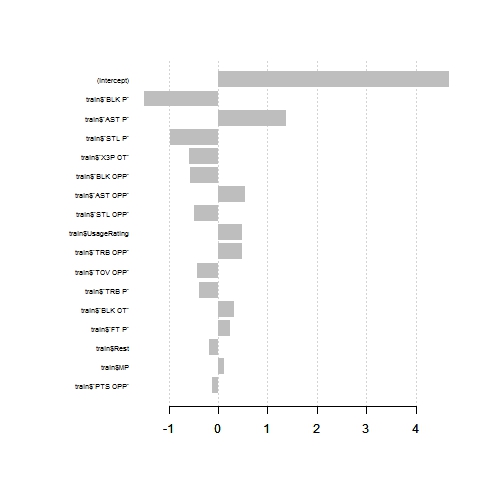 (Intercept)
train$`BLK P`
train$`AST P`
train$`STL P`
train$`X3P OT`
train$`BLK OPP`
train$`AST OPP`
train$`STL OPP`
train$UsageRating
train$`TRB OPP`
train$`TOV OPP`
train$`TRB P`
train$`BLK OT`
train$`FT P`
train$Rest
train$MP
train$`PTS OPP`
-1 0 1 2 3 4